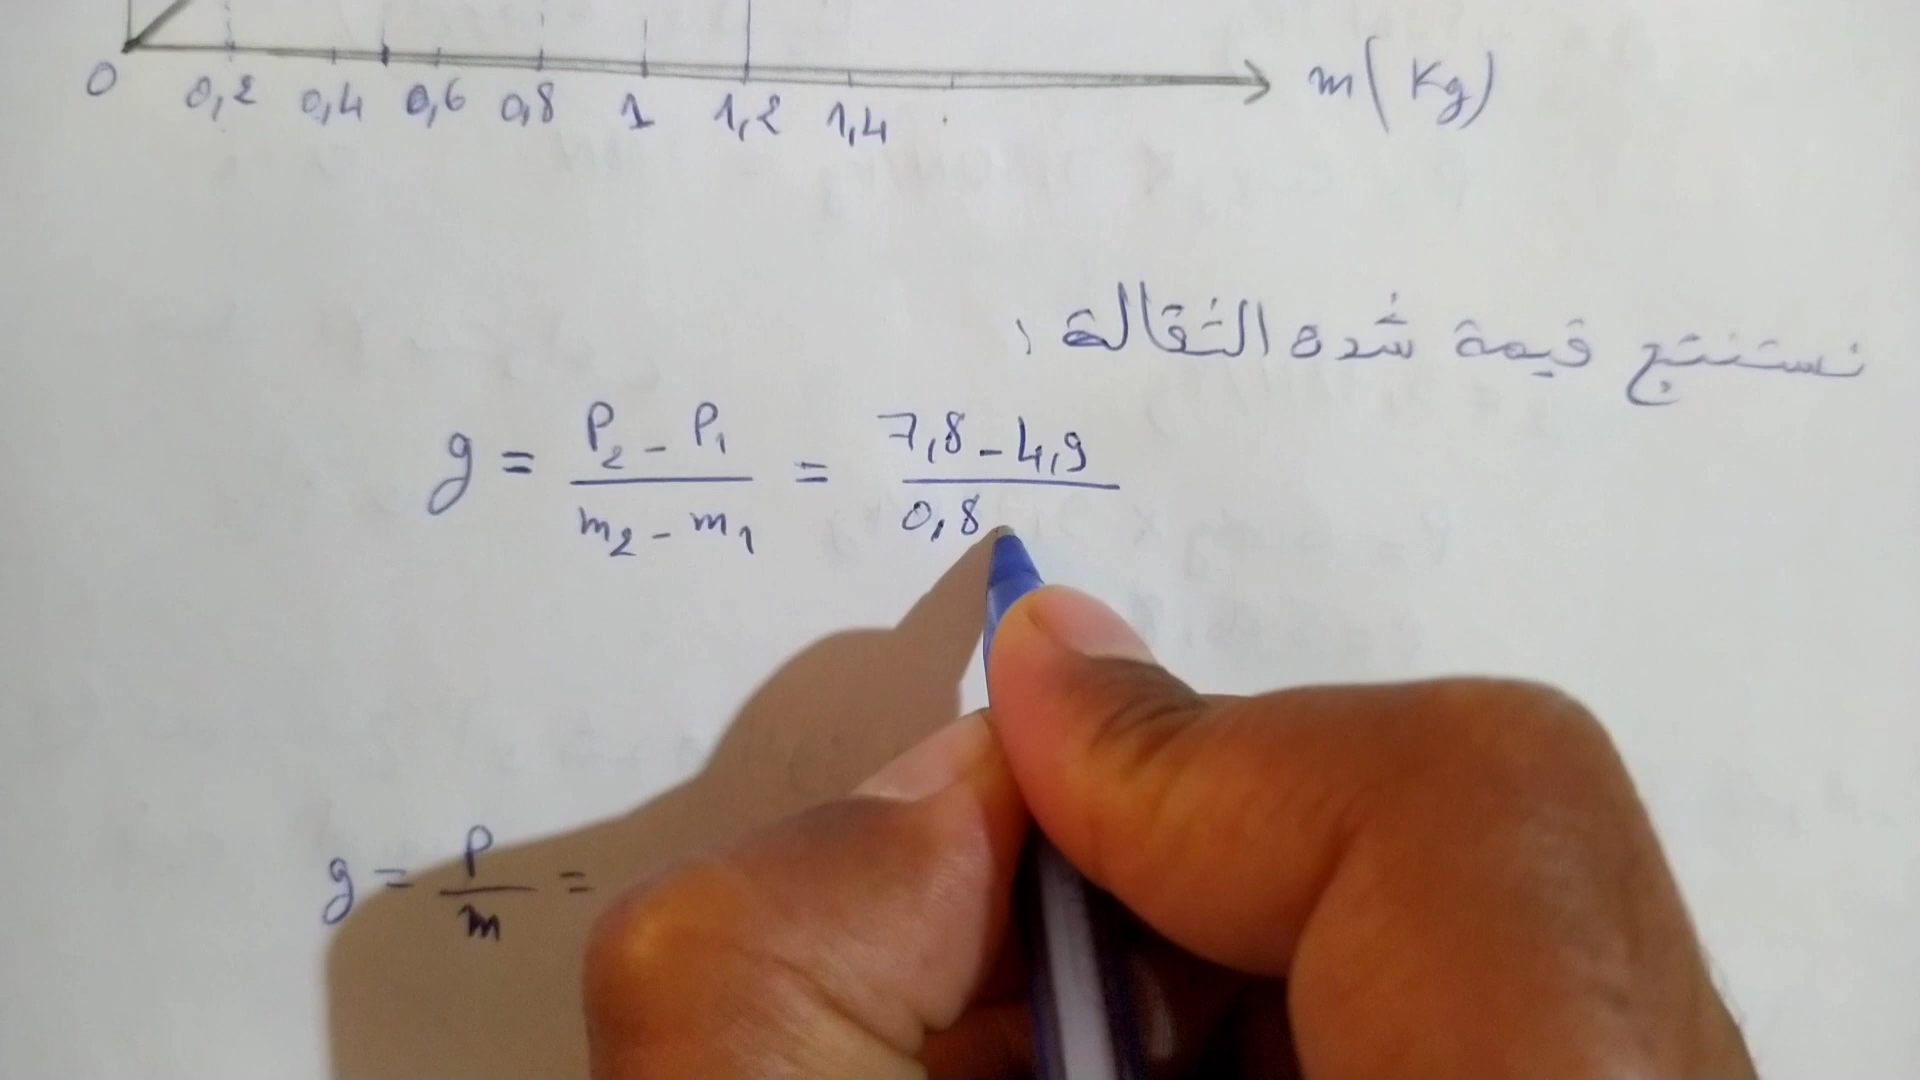 0 0,2 0,4 0,6 0,8 1 1,2 1,4 m (Kg)
نستنتج قيمة شدة الثقالة :
g = P₂ - P₁ / m₂ - m₁ = 7,8 - 4,9 / 0,8
g = P / m =